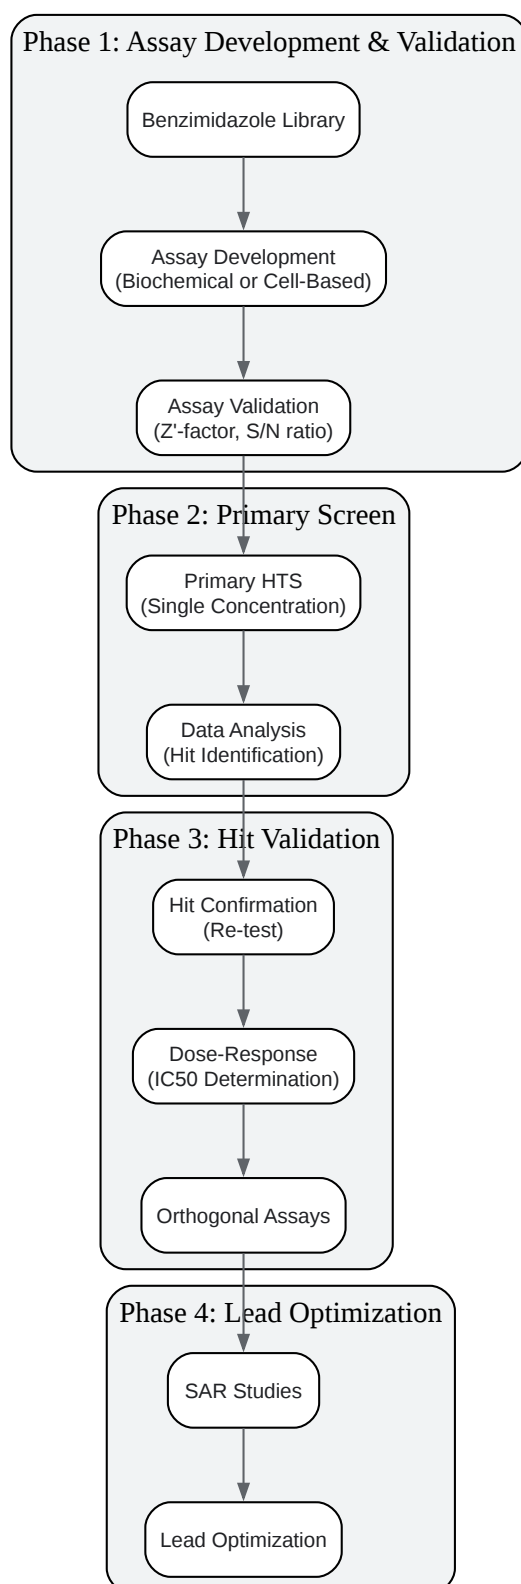 Phase 1: Assay Development & Validation
Benzimidazole Library
Assay Development
(Biochemical or Cell-Based)
Assay Validation
(Z'-factor, S/N ratio)
Phase 2: Primary Screen
Primary HTS
(Single Concentration)
Data Analysis
(Hit Identification)
Phase 3: Hit Validation
Hit Confirmation
(Re-test)
Dose-Response
(IC50 Determination)
Orthogonal Assays
Phase 4: Lead Optimization
SAR Studies
Lead Optimization